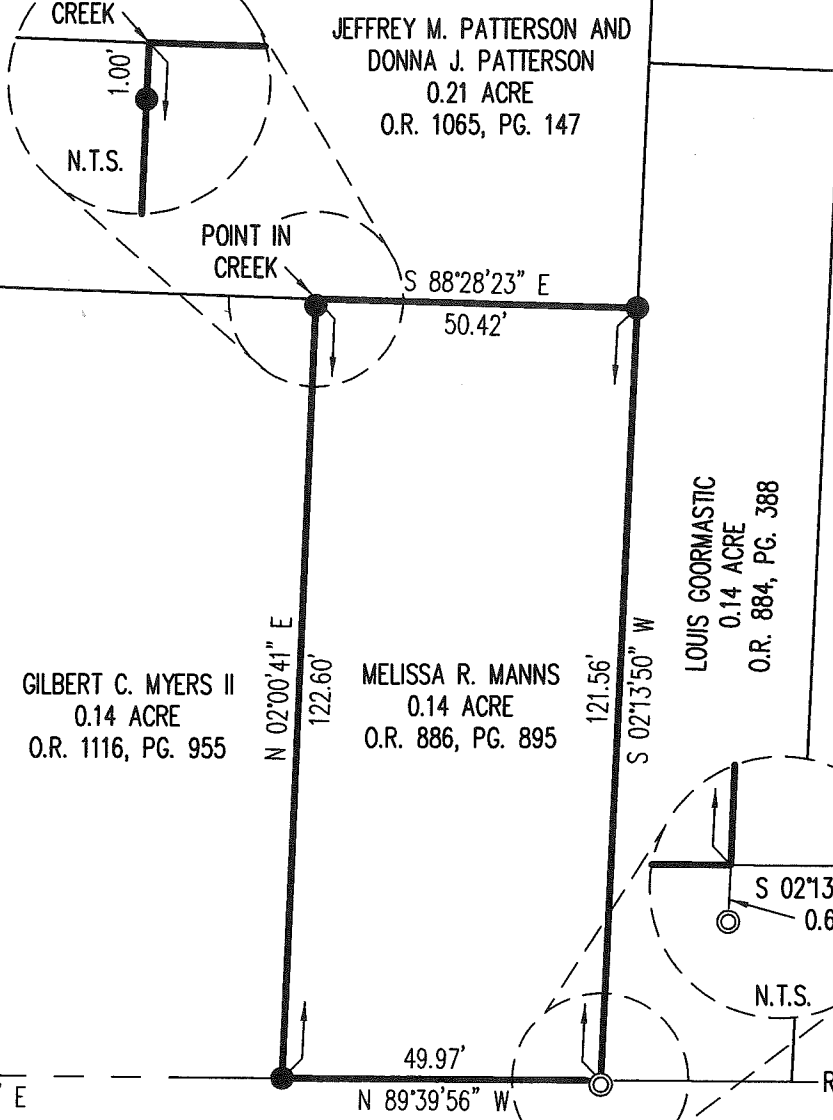 CREEK
1.00'
N.T.S.
JEFFREY M. PATTERSON AND
DONNA J. PATTERSON
0.21 ACRE
O.R. 1065, PG. 147
POINT IN
CREEK
S 88°28'23" E
50.42'
LOUIS GOORMASTIC
0.14 ACRE
O.R. 884, PG. 388
N 02°00'41" E
122.60'
GILBERT C. MYERS II
0.14 ACRE
O.R. 1116, PG. 955
MELISSA R. MANNS
0.14 ACRE
O.R. 886, PG. 895
121.56'
S 02°13'50" W
S 02°13
0.6
N.T.S.
49.97'
N 89°39'56" W
' E
R